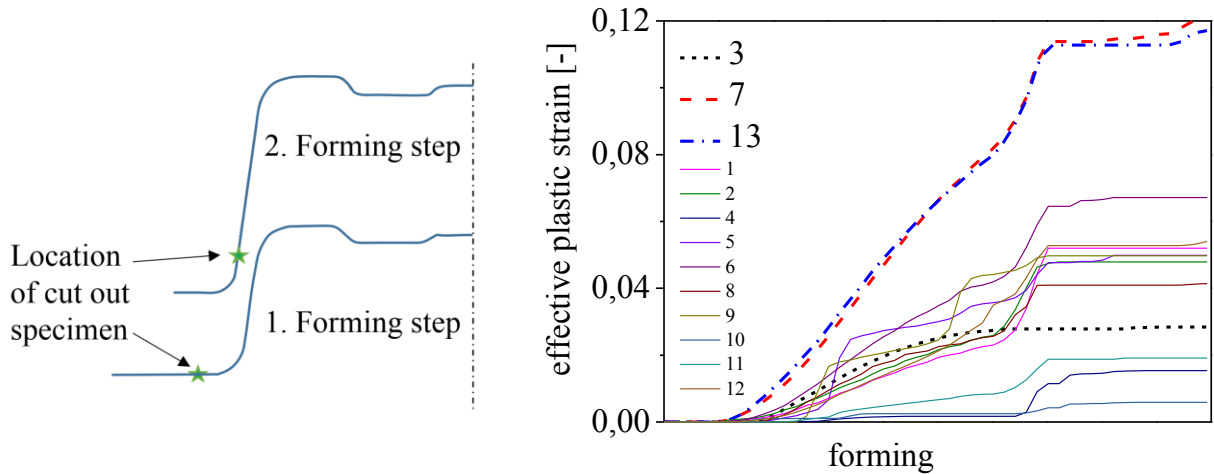 2. Forming step
Location
of cut out
specimen
1. Forming step
effective plastic strain [-]
0,12
0,08
0,04
0,00
3
7
13
1
2
4
5
6
8
9
10
11
12
forming